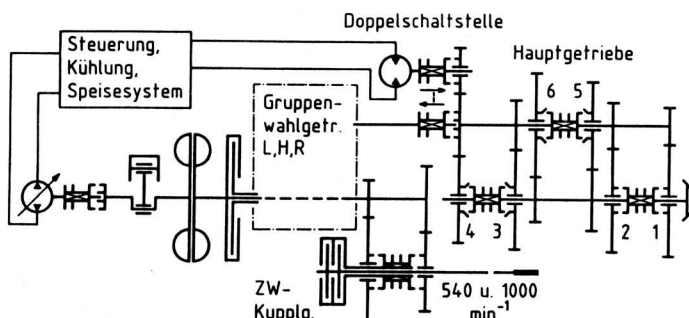 Doppelschaltstelle
Steuerung,
Kühlung,
Speisesystem
Hauptgetriebe
Gruppen-
wahlgetr.
L,H,R
6 5
4 3
2 1
ZW-
Kupplg.
540 u. 1000
min⁻¹